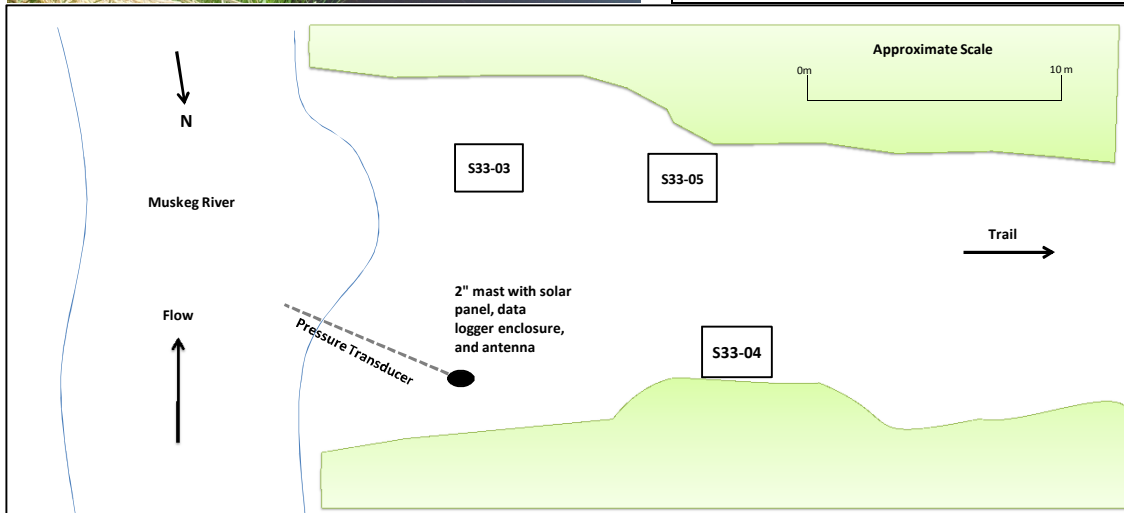 Approximate Scale
0m
10 m
N
S33-03
S33-05
Muskeg River
Trail
2" mast with solar
panel, data
logger enclosure,
and antenna
Flow
Pressure Transducer
S33-04